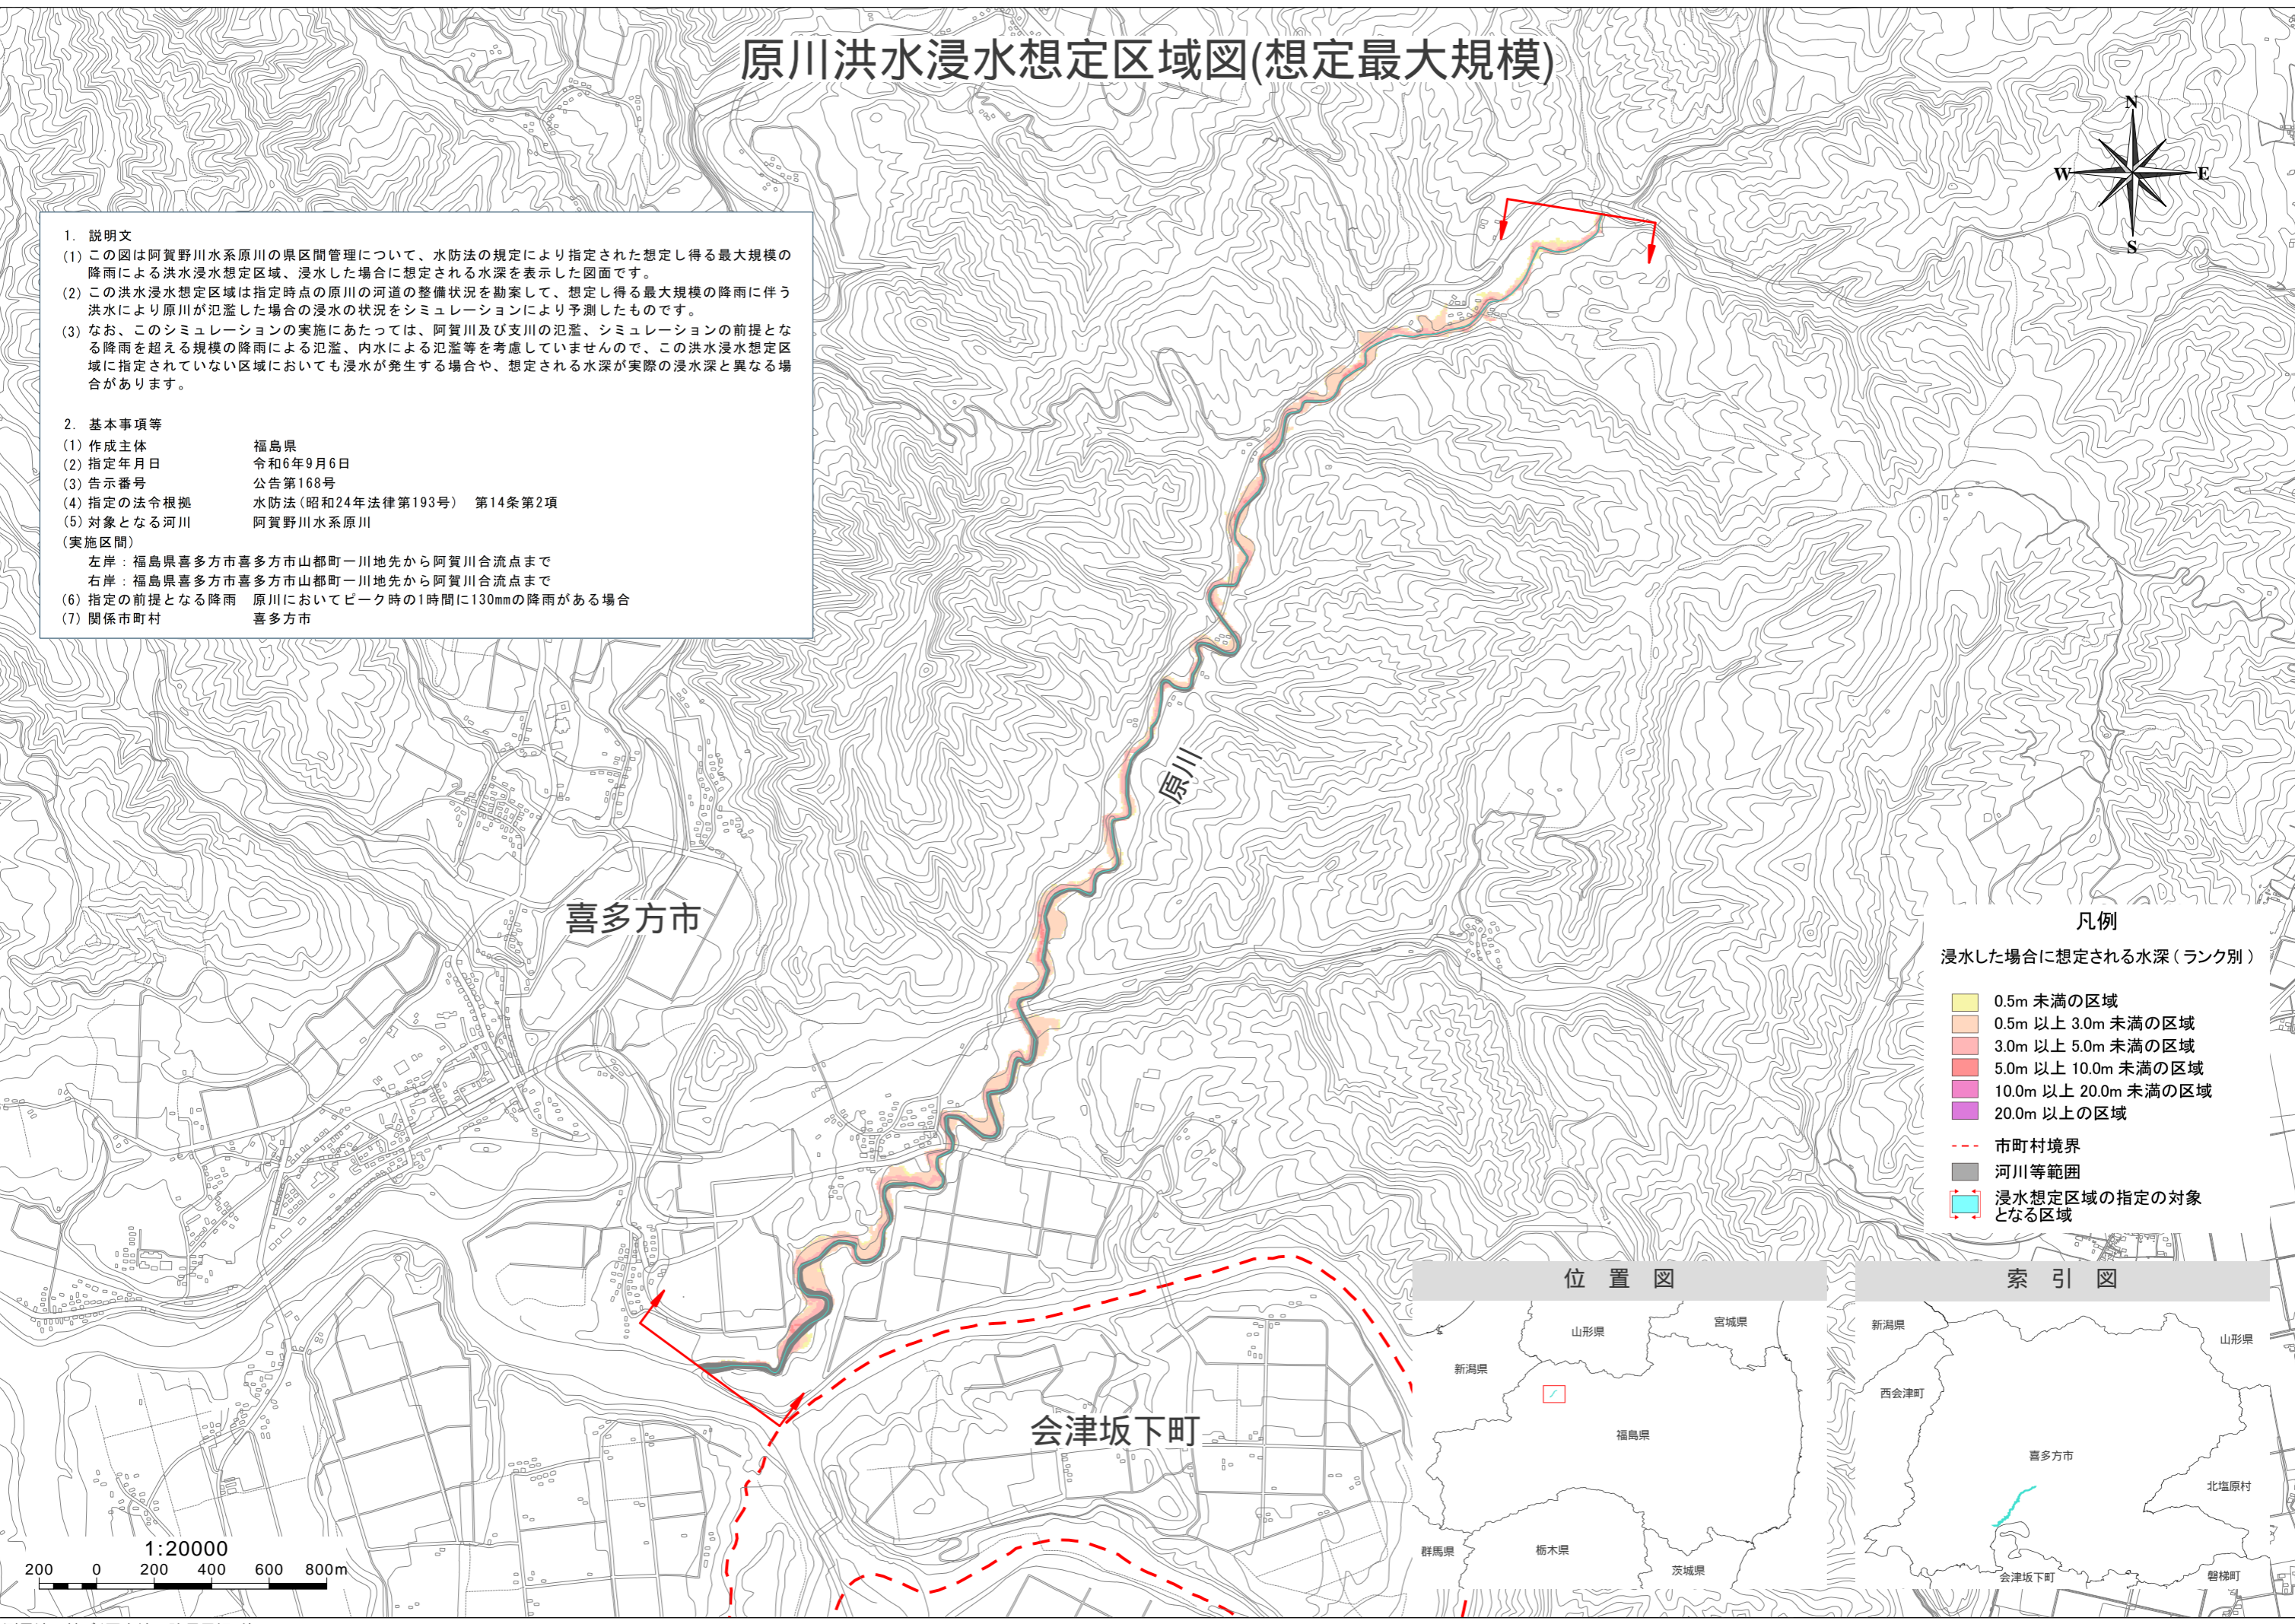 原川洪水浸水想定区域図(想定最大規模)
N
W
E
S
1. 説明文
(1) この図は阿賀野川水系原川の県区間管理について、水防法の規定により指定された想定し得る最大規模の
降雨による洪水浸水想定区域、浸水した場合に想定される水深を表示した図面です。
(2) この洪水浸水想定区域は指定時点の原川の河道の整備状況を勘案して、想定し得る最大規模の降雨に伴う
洪水により原川が氾濫した場合の浸水の状況をシミュレーションにより予測したものです。
(3) なお、このシミュレーションの実施にあたっては、阿賀川及び支川の氾濫、シミュレーションの前提とな
る降雨を超える規模の降雨による氾濫、内水による氾濫等を考慮していませんので、この洪水浸水想定区
域に指定されていない区域においても浸水が発生する場合や、想定される水深が実際の浸水深と異なる場
合があります。
2. 基本事項等
(1) 作成主体 福島県
(2) 指定年月日 令和6年9月6日
(3) 告示番号 公告第168号
(4) 指定の法令根拠 水防法(昭和24年法律第193号) 第14条第2項
(5) 対象となる河川 阿賀野川水系原川
(実施区間)
左岸：福島県喜多方市喜多方市山都町一川地先から阿賀川合流点まで
右岸：福島県喜多方市喜多方市山都町一川地先から阿賀川合流点まで
(6) 指定の前提となる降雨 原川においてピーク時の1時間に130mmの降雨がある場合
(7) 関係市町村 喜多方市
原川
喜多方市
会津坂下町
凡例
浸水した場合に想定される水深(ランク別)
0.5m 未満の区域
0.5m 以上 3.0m 未満の区域
3.0m 以上 5.0m 未満の区域
5.0m 以上 10.0m 未満の区域
10.0m 以上 20.0m 未満の区域
20.0m 以上の区域
市町村境界
河川等範囲
浸水想定区域の指定の対象
となる区域
位 置 図
山形県
宮城県
新潟県
福島県
群馬県
栃木県
茨城県
索 引 図
新潟県
山形県
西会津町
喜多方市
北塩原村
会津坂下町
磐梯町
1:20000
200 0 200 400 600 800m